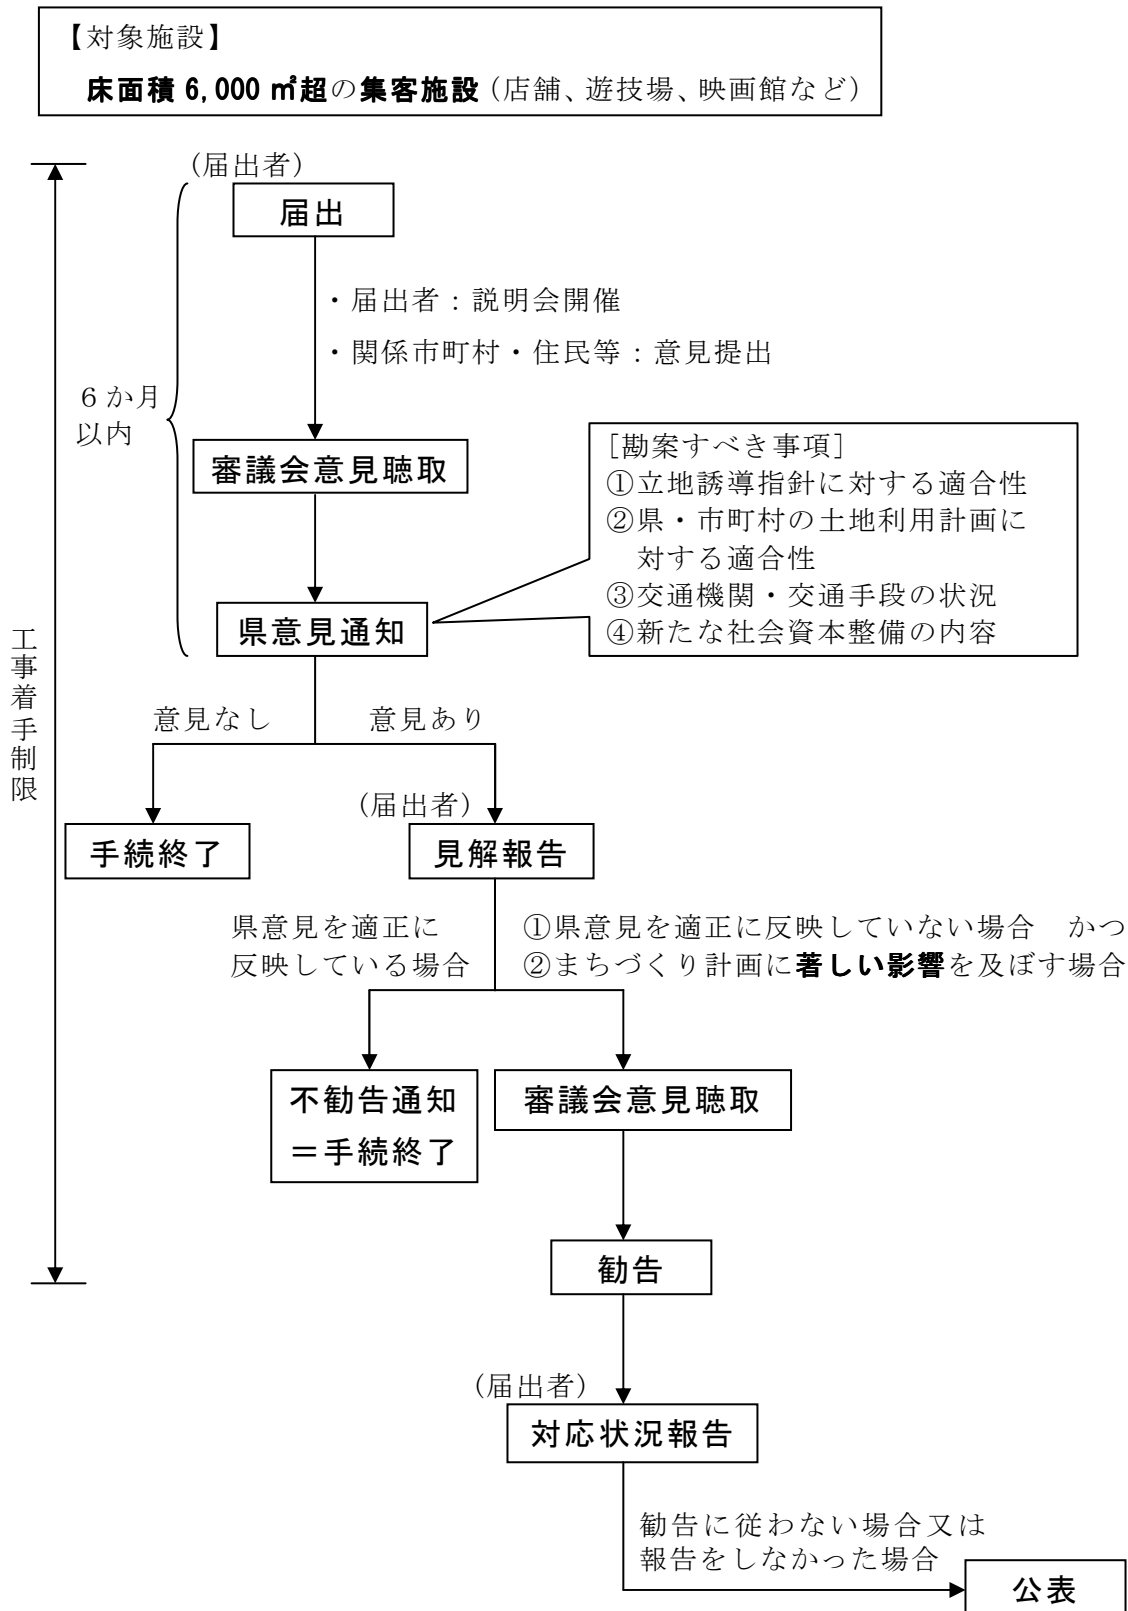 【対象施設】
床面積 6,000 ㎡超の集客施設（店舗、遊技場、映画館など）
(届出者)
届出
・届出者：説明会開催
・関係市町村・住民等：意見提出
６か月
以内
審議会意見聴取
[勘案すべき事項]
①立地誘導指針に対する適合性
②県・市町村の土地利用計画に
対する適合性
③交通機関・交通手段の状況
④新たな社会資本整備の内容
県意見通知
工事着手制限
意見なし
意見あり
手続終了
(届出者)
見解報告
県意見を適正に
反映している場合
①県意見を適正に反映していない場合　かつ
②まちづくり計画に著しい影響を及ぼす場合
不勧告通知
＝手続終了
審議会意見聴取
勧告
(届出者)
対応状況報告
勧告に従わない場合又は
報告をしなかった場合
公表